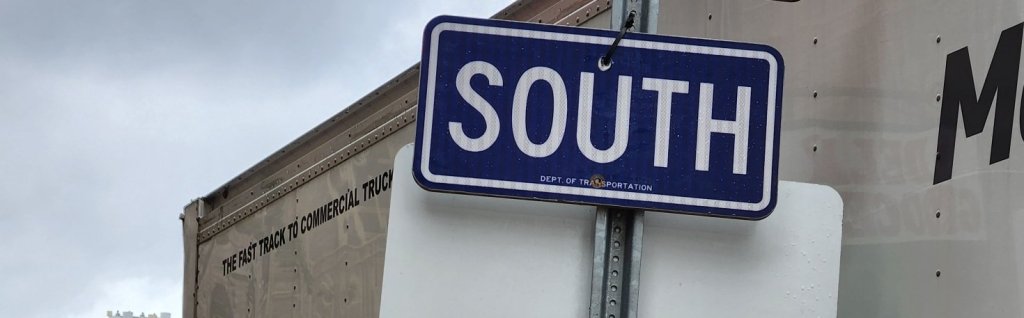 SOUTH
DEPT. OF TRANSPORTATION
THE FAST TRACK TO COMMERCIAL TRUCK